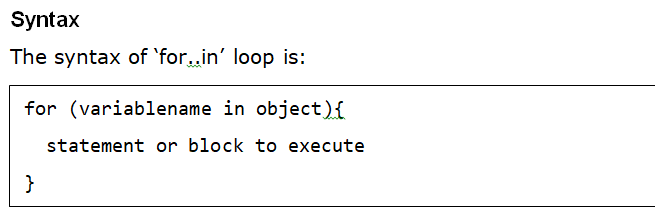 Syntax
The syntax of ‘for..in’ loop is:
for (variablename in object){
  statement or block to execute
}